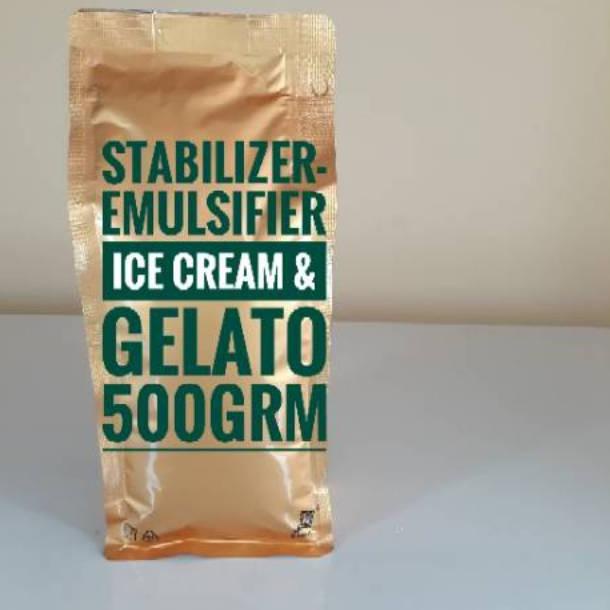 STABILIZER-
EMULSIFIER
ICE CREAM &
GELATO
500GRM